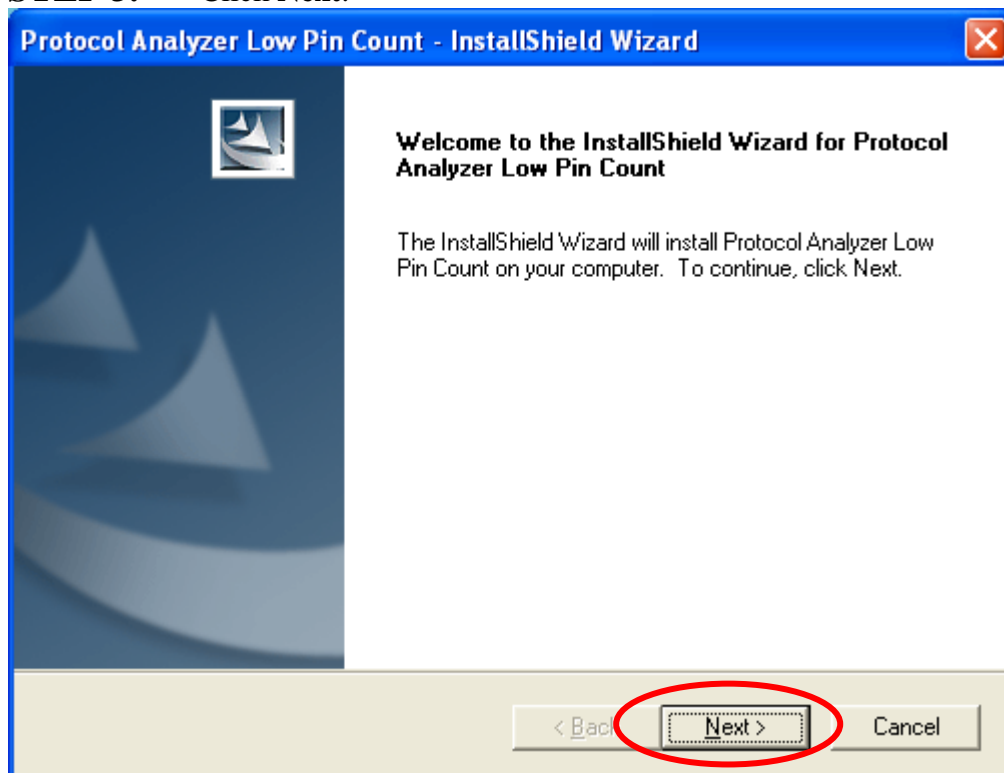 Click Next.
Protocol Analyzer Low Pin Count - InstallShield Wizard
Welcome to the InstallShield Wizard for Protocol
Analyzer Low Pin Count
The InstallShield Wizard will install Protocol Analyzer Low
Pin Count on your computer. To continue, click Next.
< Back
Next >
Cancel